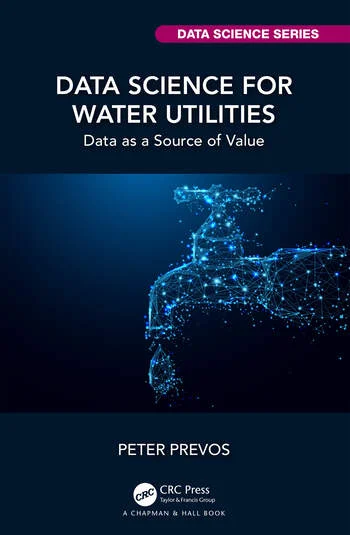 DATA SCIENCE SERIES
DATA SCIENCE FOR
WATER UTILITIES
Data as a Source of Value
PETER PREVOS
CRC
CRC Press
Taylor & Francis Group
A CHAPMAN & HALL BOOK